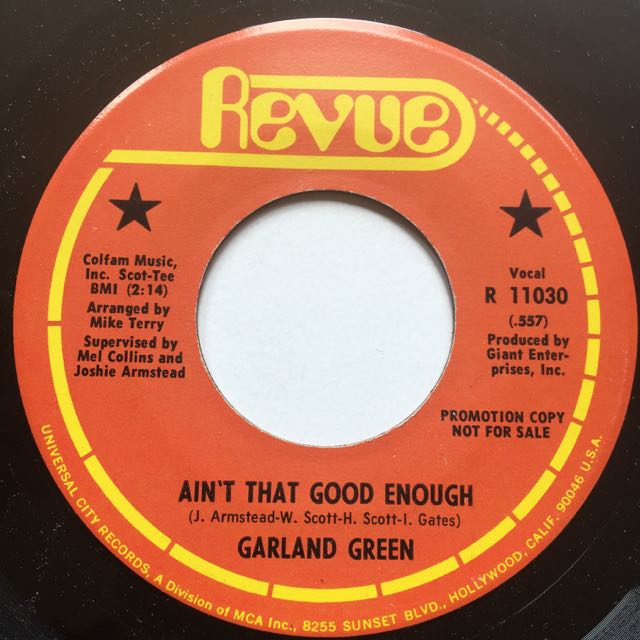 Revue
Colfam Music,
Inc. Scot-Tee
BMI (2:14)
Arranged by
Mike Terry
Supervised by
Mel Collins and
Joshie Armstead
Vocal
R 11030
(.557)
Produced by
Giant Enter-
prises, Inc.
PROMOTION COPY
NOT FOR SALE
AIN'T THAT GOOD ENOUGH
(J. Armstead-W. Scott-H. Scott-I. Gates)
GARLAND GREEN
UNIVERSAL CITY RECORDS, A Division of MCA Inc., 8255 SUNSET BLVD., HOLLYWOOD, CALIF. 90046 U.S.A.